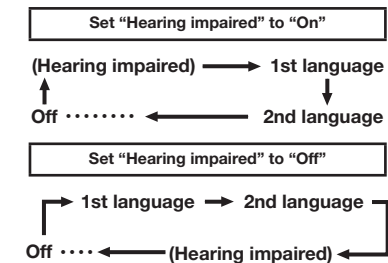 Set “Hearing impaired” to “On”
(Hearing impaired) 1st language
Off ········ 2nd language
Set “Hearing impaired” to “Off”
1st language 2nd language
Off ···· (Hearing impaired)